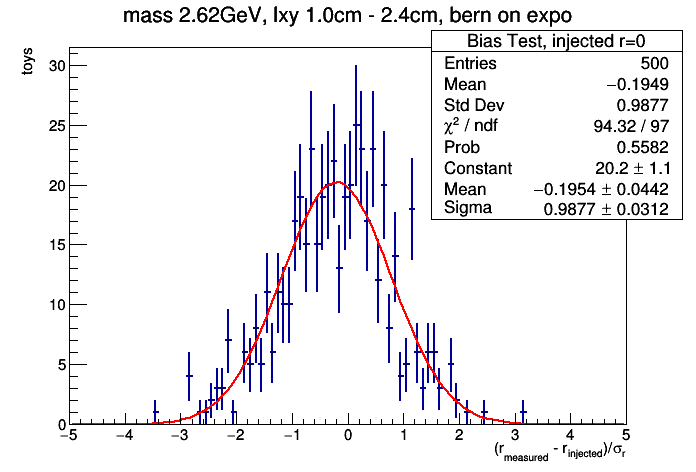 mass 2.62GeV, lxy 1.0cm - 2.4cm, bern on expo
Bias Test, injected r=0
Entries 500
Mean −0.1949
Std Dev 0.9877
χ² / ndf 94.32 / 97
Prob 0.5582
Constant 20.2 ± 1.1
Mean −0.1954 ± 0.0442
Sigma 0.9877 ± 0.0312
toys
30
25
20
15
10
5
0
−5 −4 −3 −2 −1 0 1 2 3 4 5
(r_measured - r_injected)/σ_r